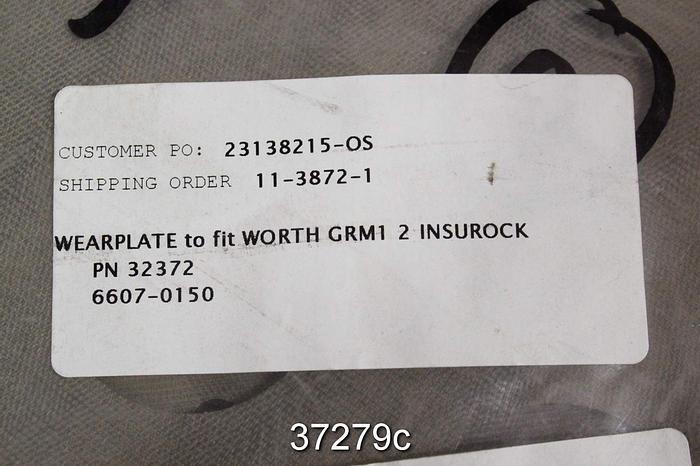 CUSTOMER PO: 23138215-OS
SHIPPING ORDER 11-3872-1
WEARPLATE to fit WORTH GRM1 2 INSUROCK
PN 32372
6607-0150
37279c